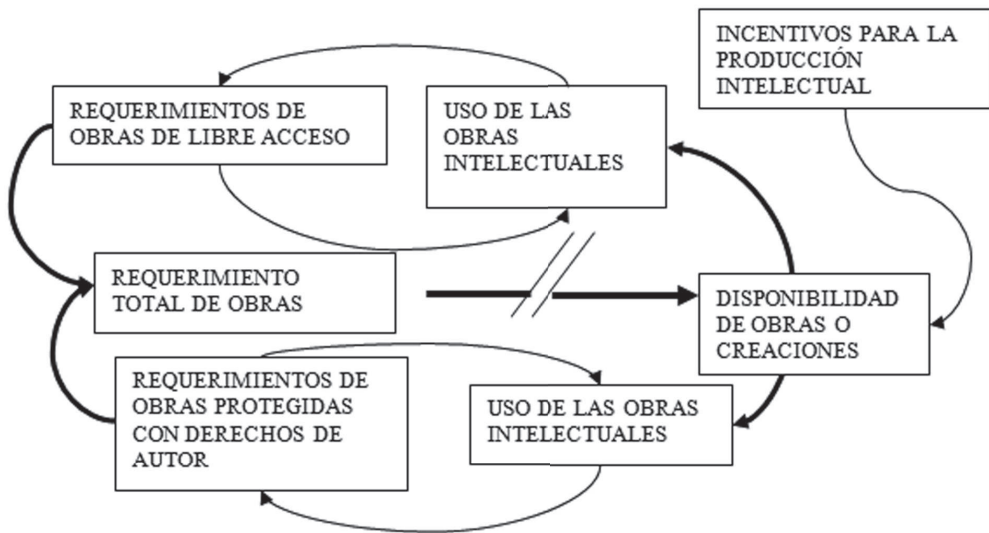 INCENTIVOS PARA LA
PRODUCCIÓN
INTELECTUAL
REQUERIMIENTOS DE
OBRAS DE LIBRE ACCESO
USO DE LAS
OBRAS
INTELECTUALES
REQUERIMIENTO
TOTAL DE OBRAS
DISPONIBILIDAD
DE OBRAS O
CREACIONES
REQUERIMIENTOS DE
OBRAS PROTEGIDAS
CON DERECHOS DE
AUTOR
USO DE LAS OBRAS
INTELECTUALES